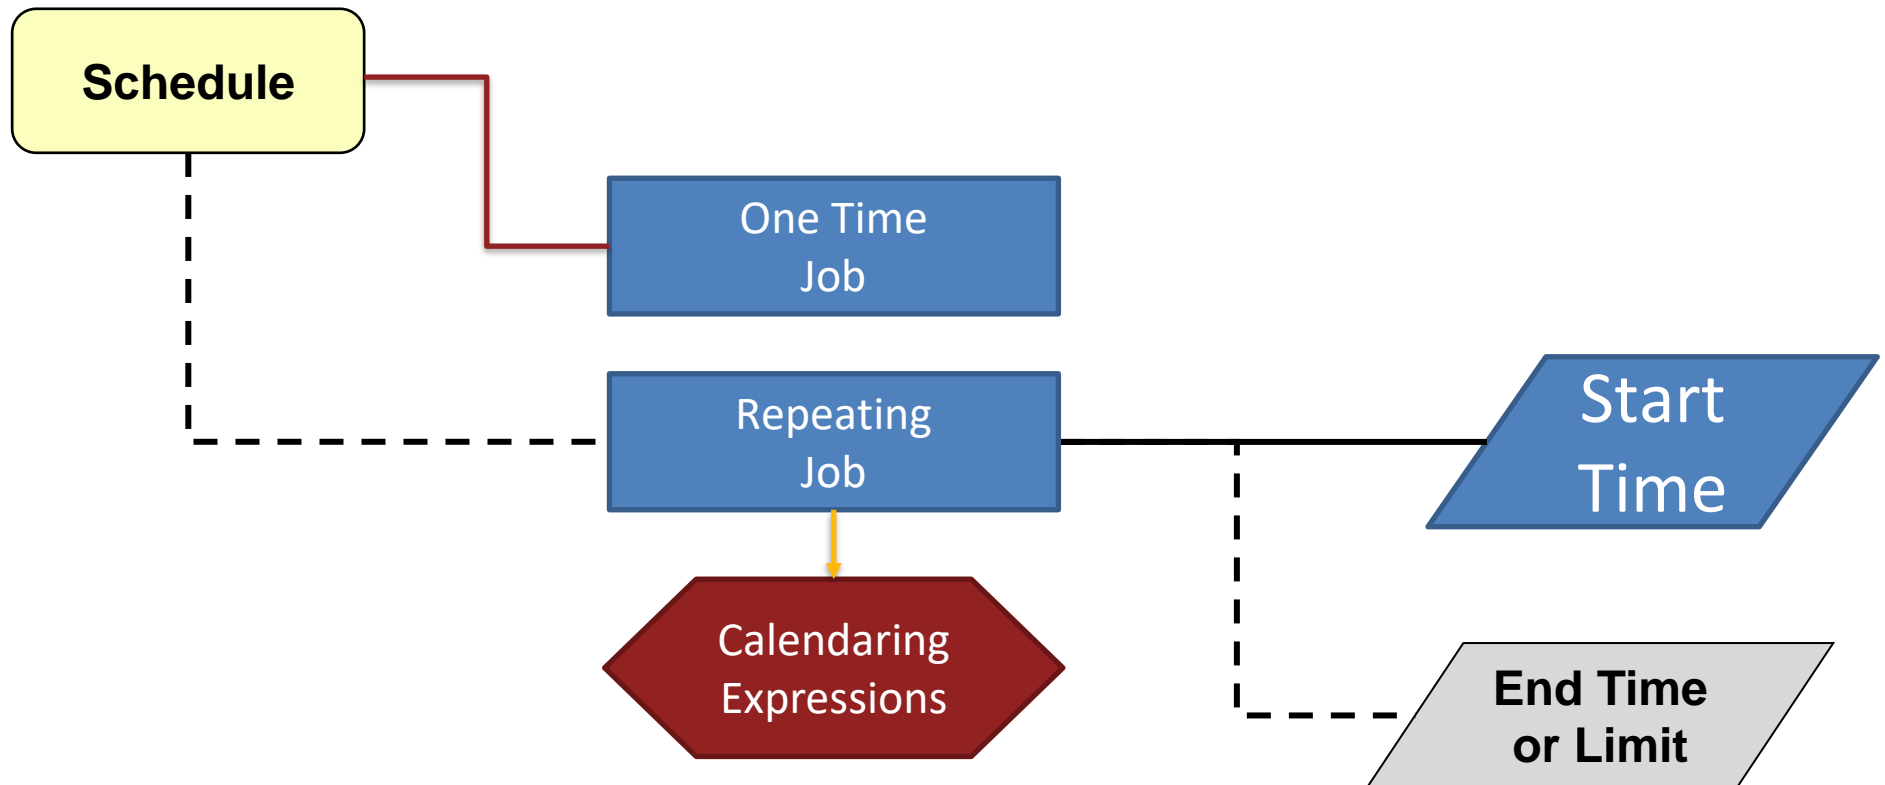 Schedule
One Time
Job
Repeating
Job
Start
Time
Calendaring
Expressions
End Time
or Limit